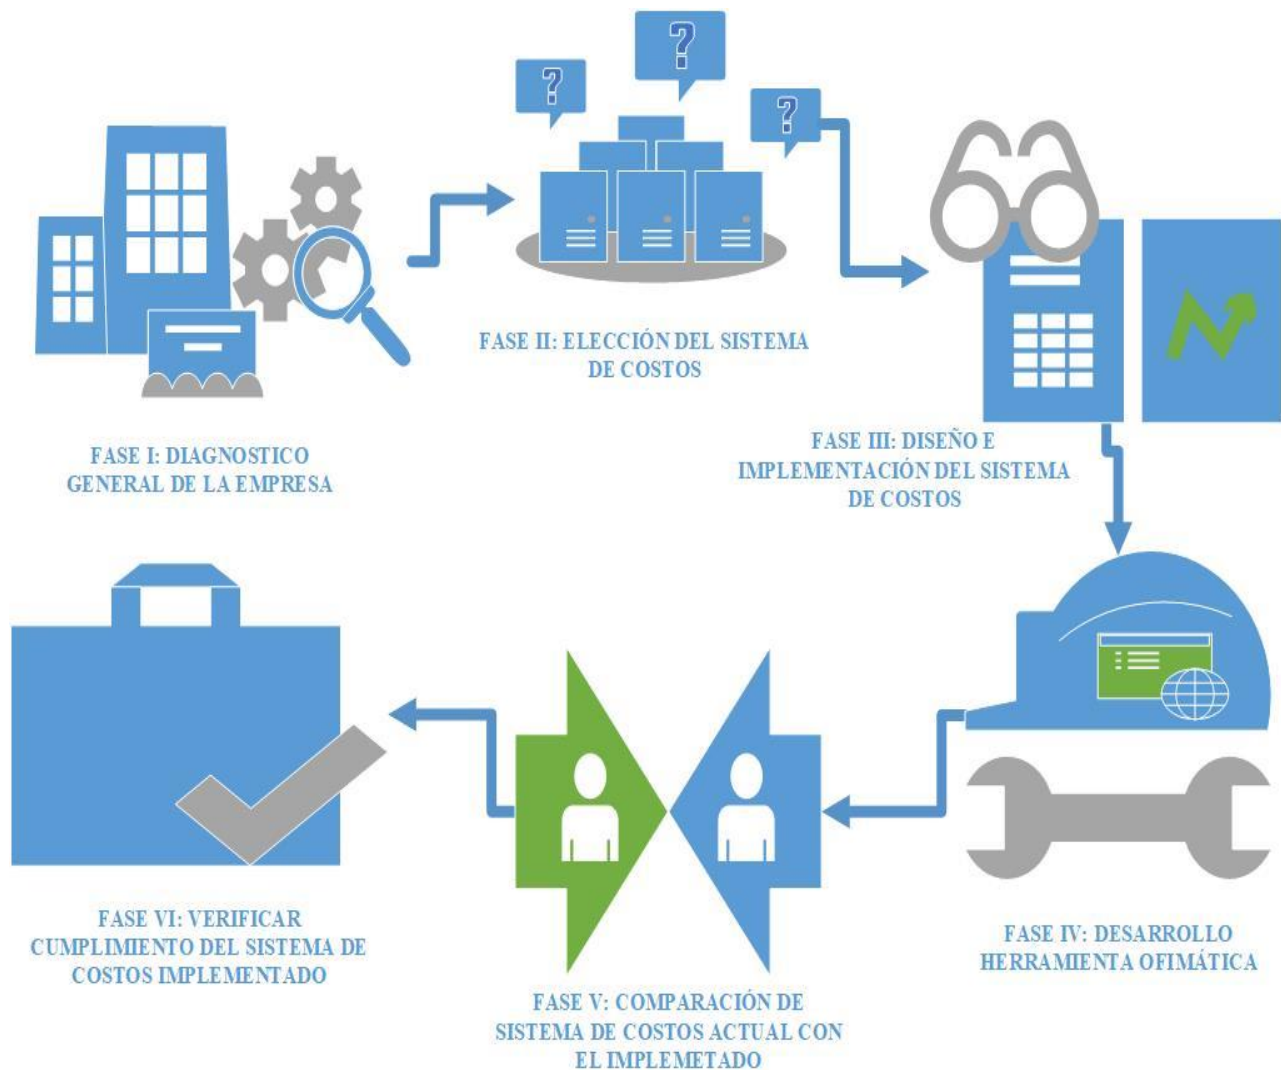 ?
?
?
FASE I: DIAGNOSTICO
GENERAL DE LA EMPRESA
FASE II: ELECCIÓN DEL SISTEMA
DE COSTOS
FASE III: DISEÑO E
IMPLEMENTACIÓN DEL SISTEMA
DE COSTOS
FASE IV: DESARROLLO
HERRAMIENTA OFIMÁTICA
FASE V: COMPARACIÓN DE
SISTEMA DE COSTOS ACTUAL CON
EL IMPLEMETADO
FASE VI: VERIFICAR
CUMPLIMIENTO DEL SISTEMA DE
COSTOS IMPLEMENTADO